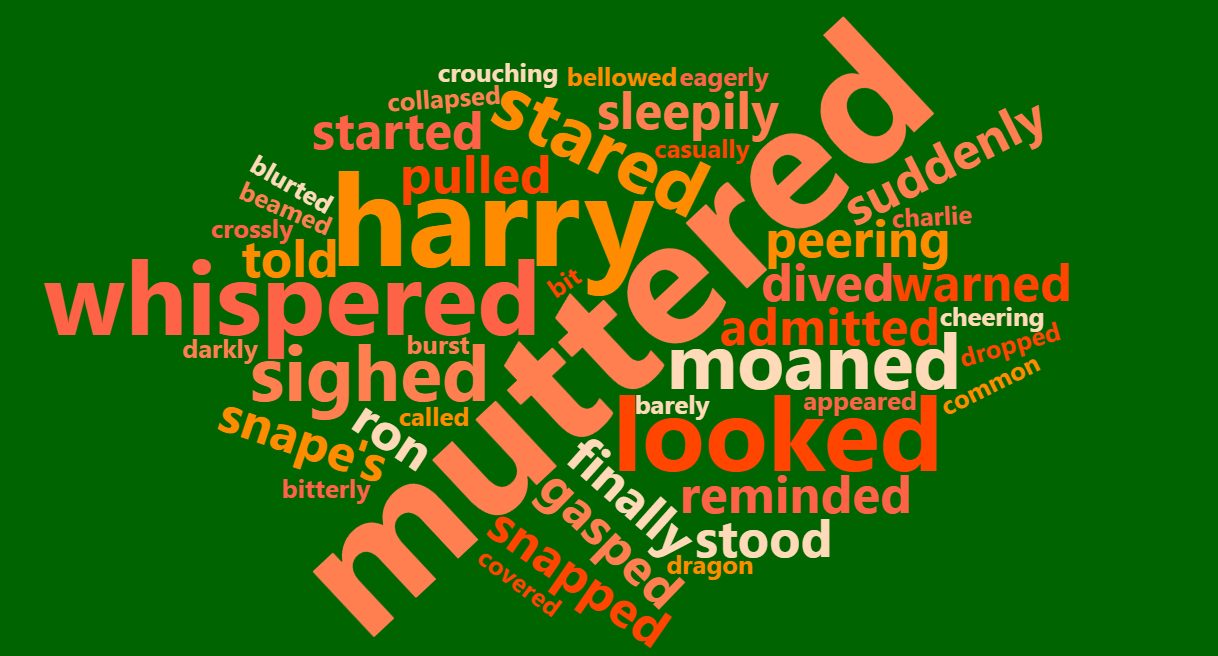 crouching
bellowed
eagerly
collapsed
stared
sleepily
started
casually
suddenly
pulled
blurted
beamed
harry
muttered
charlie
crossly
told
peering
whispered
bit
dived
warned
admitted
cheering
darkly
burst
sighed
moaned
dropped
common
snape's
ron
called
barely
appeared
looked
finally
bitterly
gasped
reminded
snapped
stood
covered
dragon